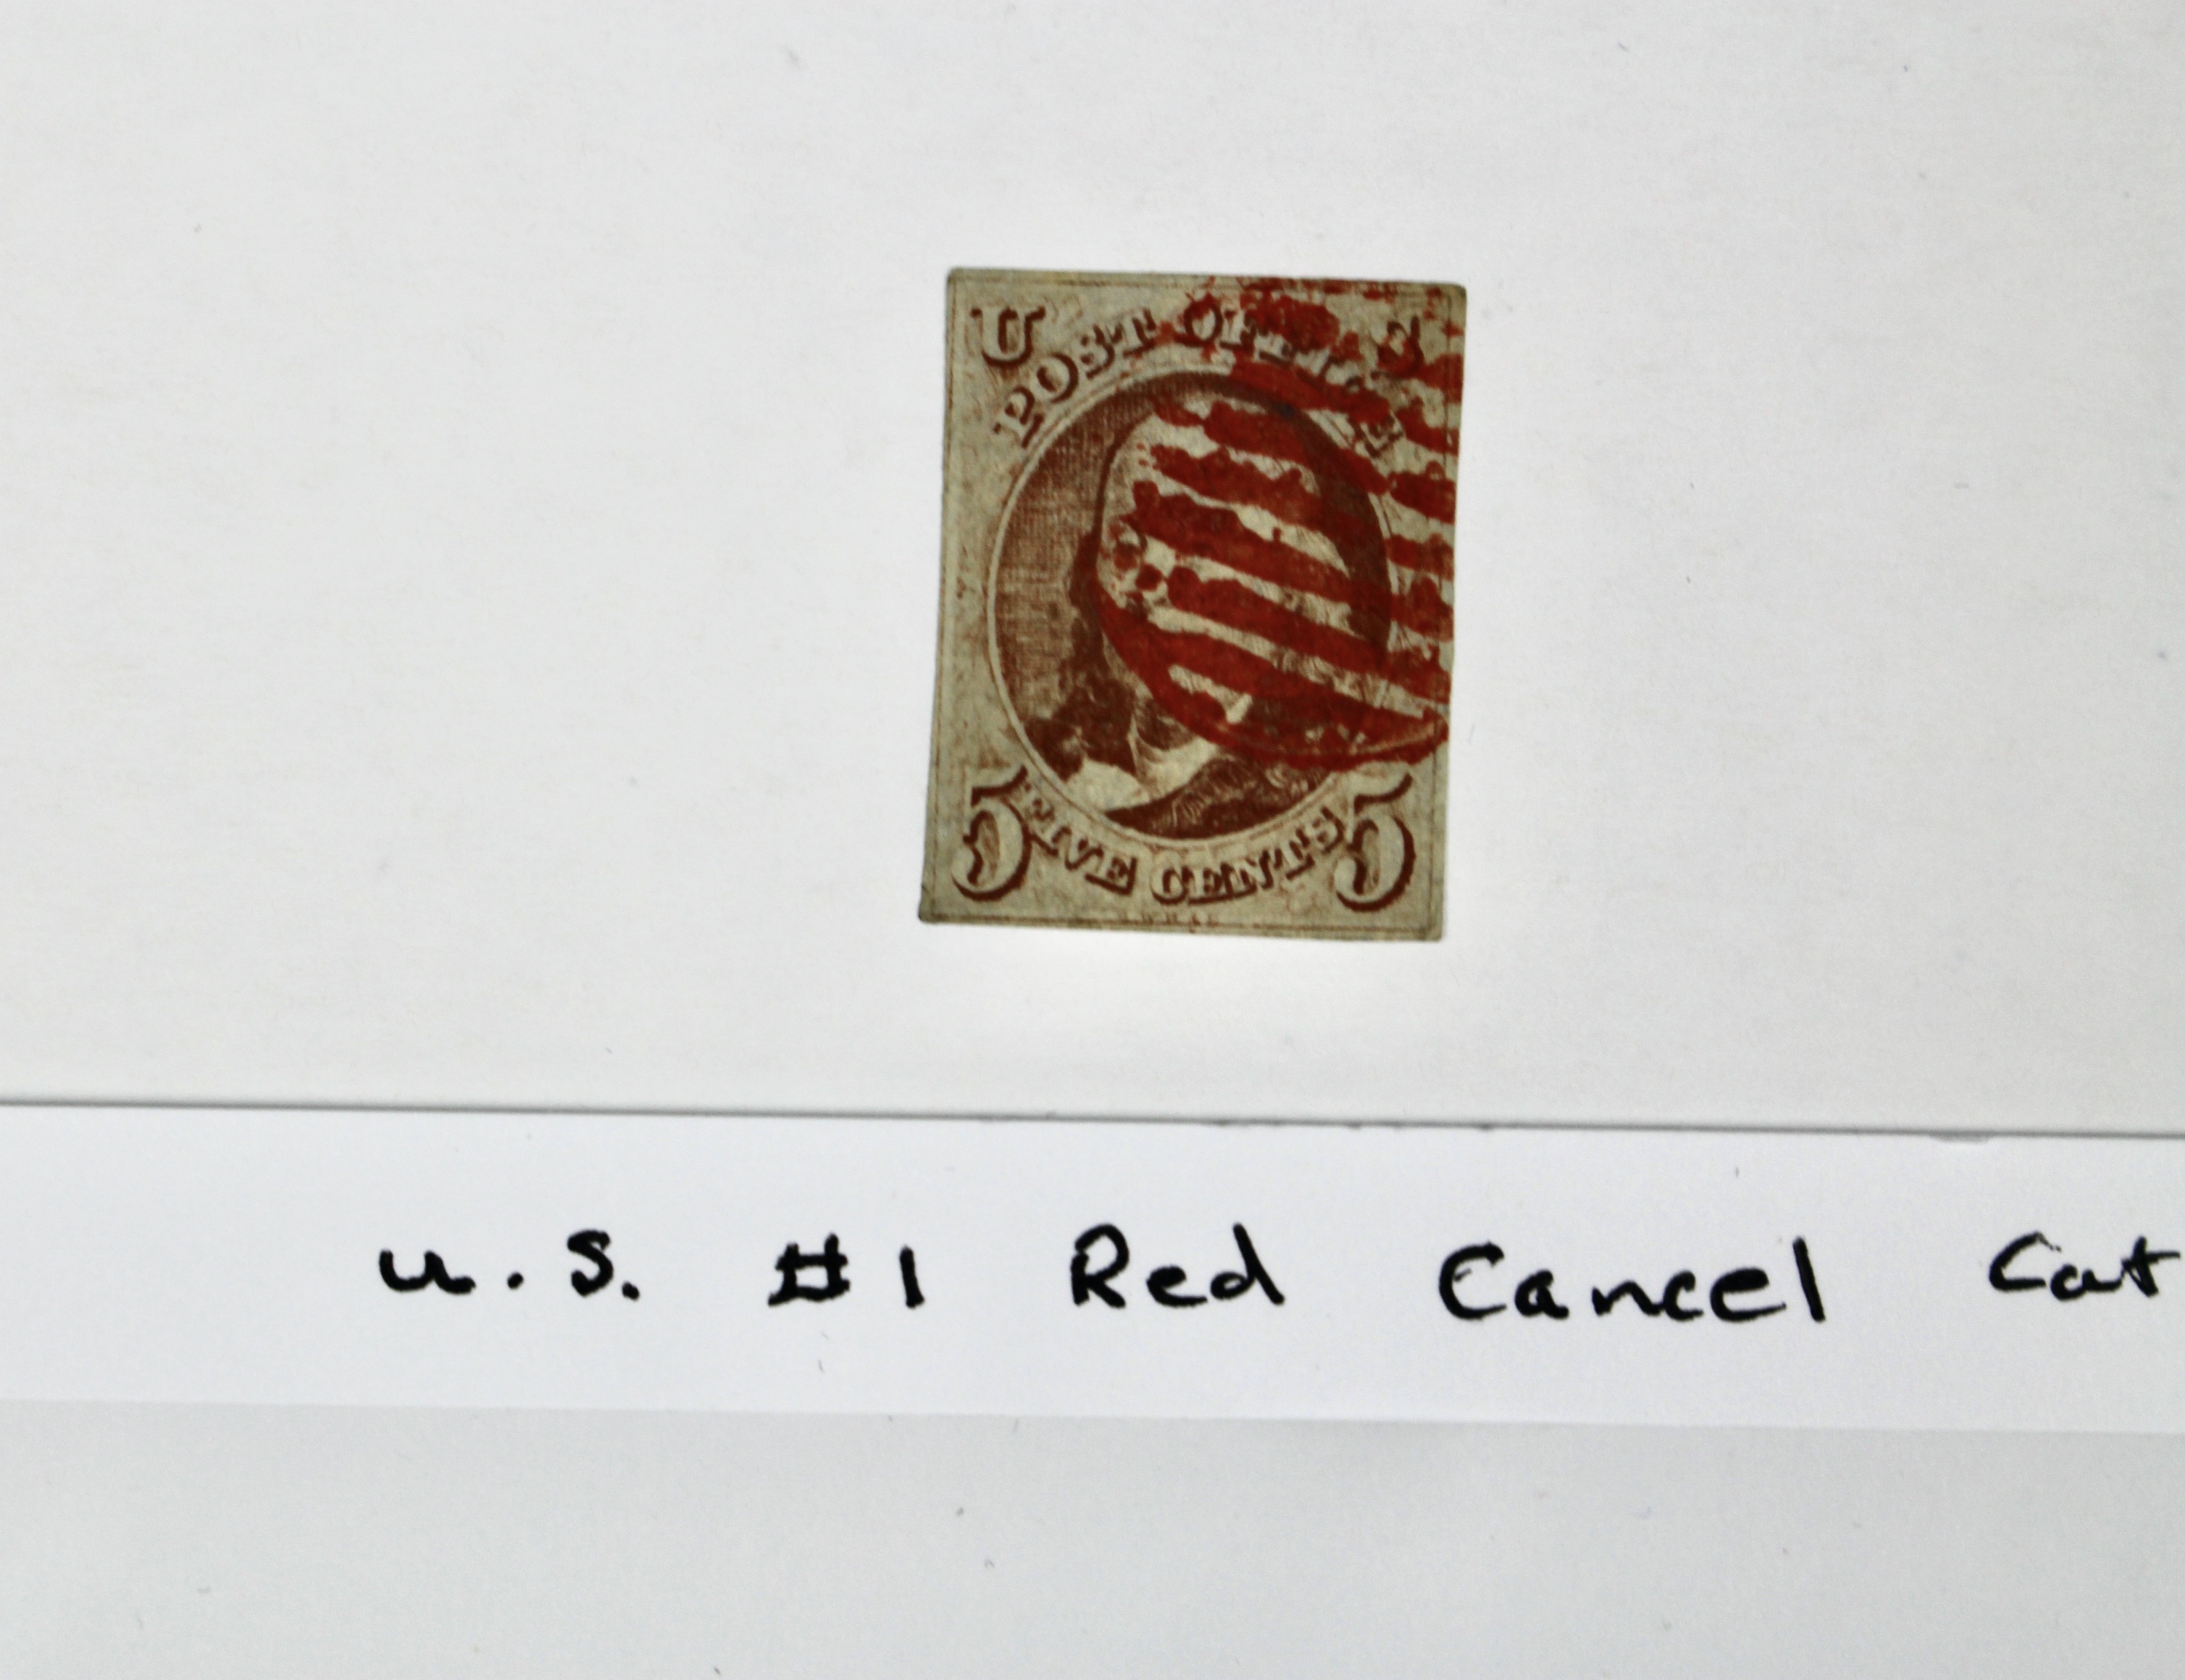 U S
POST OFFICE
5 FIVE CENTS 5
U.S. #1 Red Cancel Cat